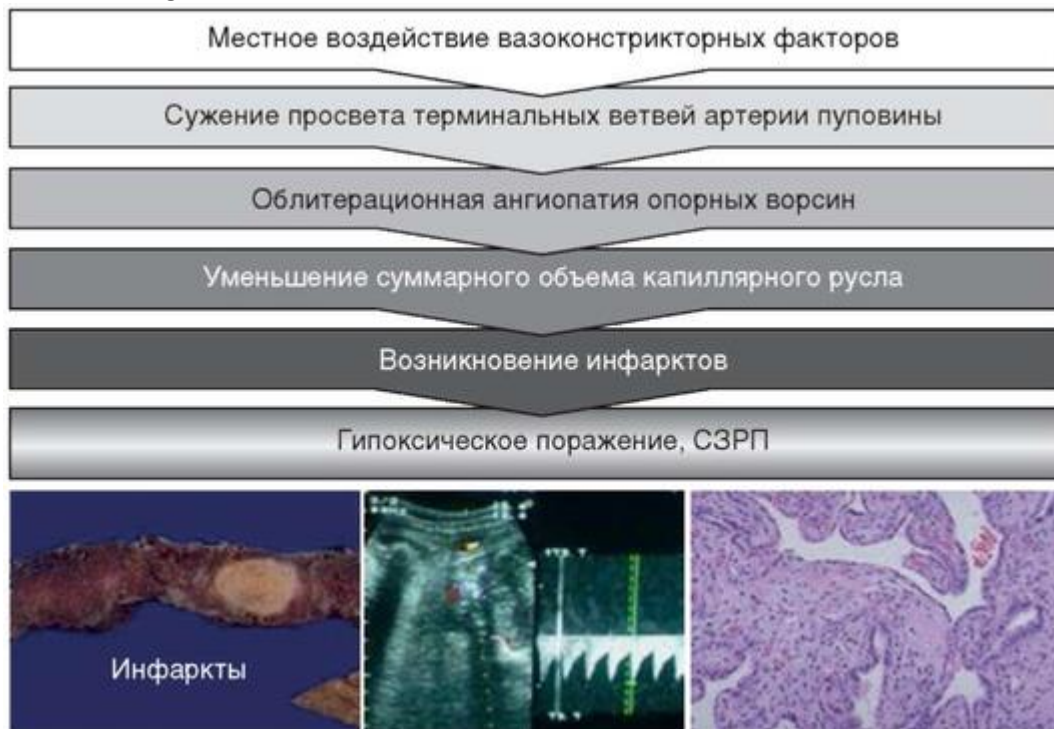 Местное воздействие вазоконстрикторных факторов
Сужение просвета терминальных ветвей артерии пуповины
Облитерационная ангиопатия опорных ворсин
Уменьшение суммарного объема капиллярного русла
Возникновение инфарктов
Гипоксическое поражение, СЗРП
Инфаркты